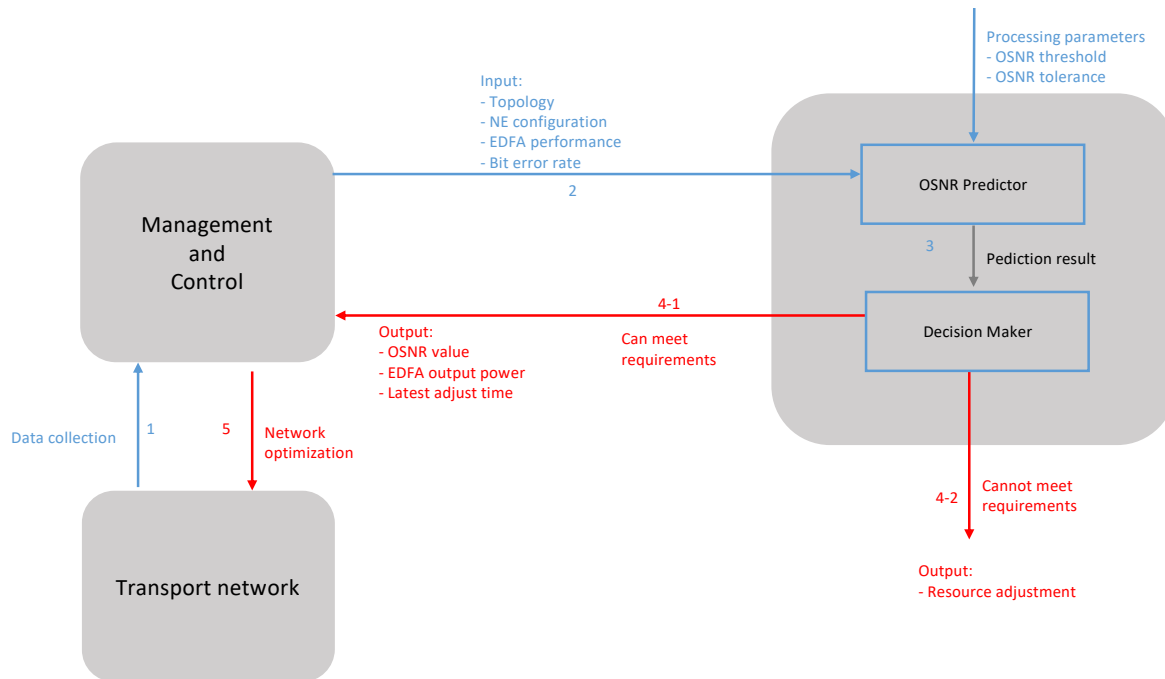 Processing parameters
- OSNR threshold
- OSNR tolerance
Input:
- Topology
- NE configuration
- EDFA performance
- Bit error rate
2
OSNR Predictor
Management
and
Control
3
Pediction result
4-1
Can meet
requirements
Decision Maker
Output:
- OSNR value
- EDFA output power
- Latest adjust time
Data collection
1
5
Network
optimization
4-2
Cannot meet
requirements
Transport network
Output:
- Resource adjustment